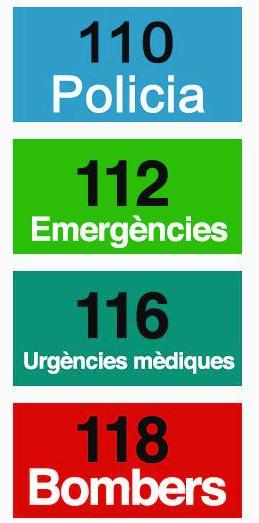 110
Policia
112
Emergències
116
Urgències mèdiques
118
Bombers